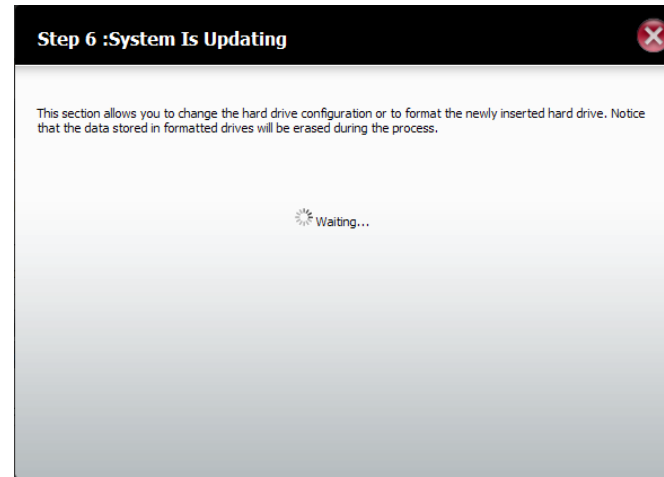 Step 6 :System Is Updating
This section allows you to change the hard drive configuration or to format the newly inserted hard drive. Notice
that the data stored in formatted drives will be erased during the process.
Waiting...